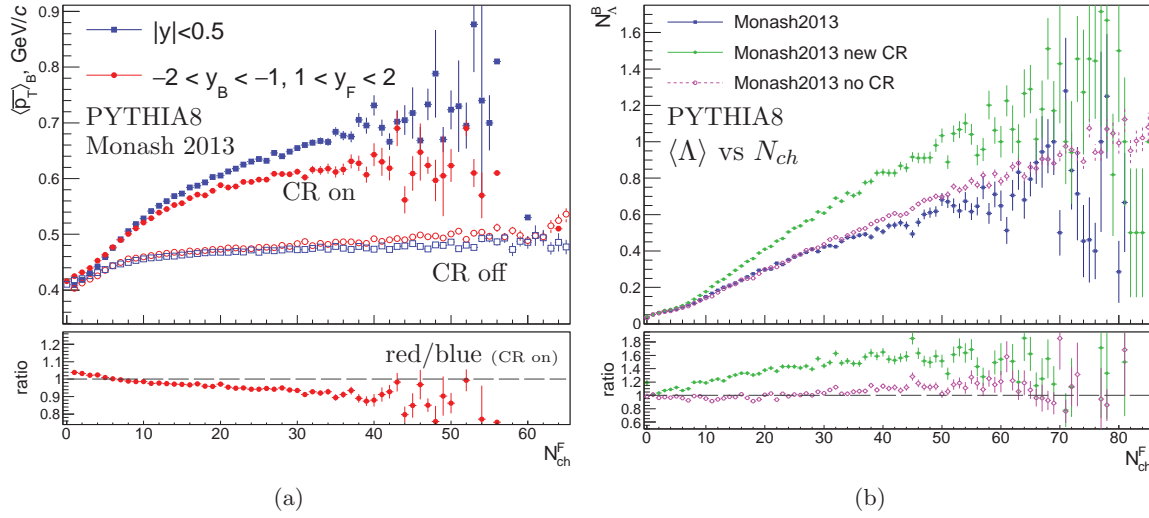 ⟨p̅_T⟩_B, GeV/c
0.9
0.8
0.7
0.6
0.5
0.4
|y|<0.5
−2 < y_B < −1, 1 < y_F < 2
PYTHIA8
Monash 2013
CR on
CR off
ratio
1.2
1.1
1.0
0.9
0.8
red/blue (CR on)
0 10 20 30 40 50 60
N_ch^F
(a)
N_Λ^B
1.6
1.4
1.2
1
0.8
0.6
0.4
0.2
0
Monash2013
Monash2013 new CR
Monash2013 no CR
PYTHIA8
⟨Λ⟩ vs N_ch
ratio
1.8
1.6
1.4
1.2
1
0.8
0.6
0 10 20 30 40 50 60 70 80
N_ch^F
(b)